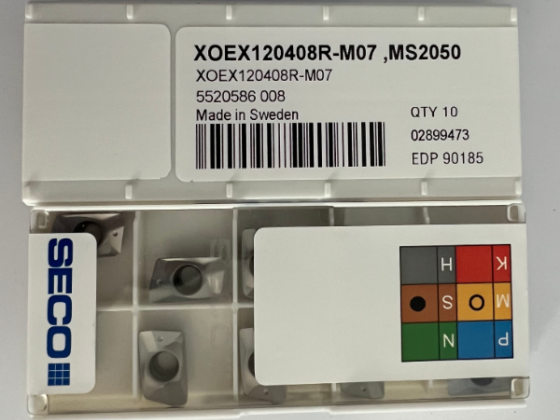 XOEX120408R-M07 ,MS2050
XOEX120408R-M07
5520586 008
Made in Sweden
QTY 10
02899473
EDP 90185
SECO
H K
S M
N P